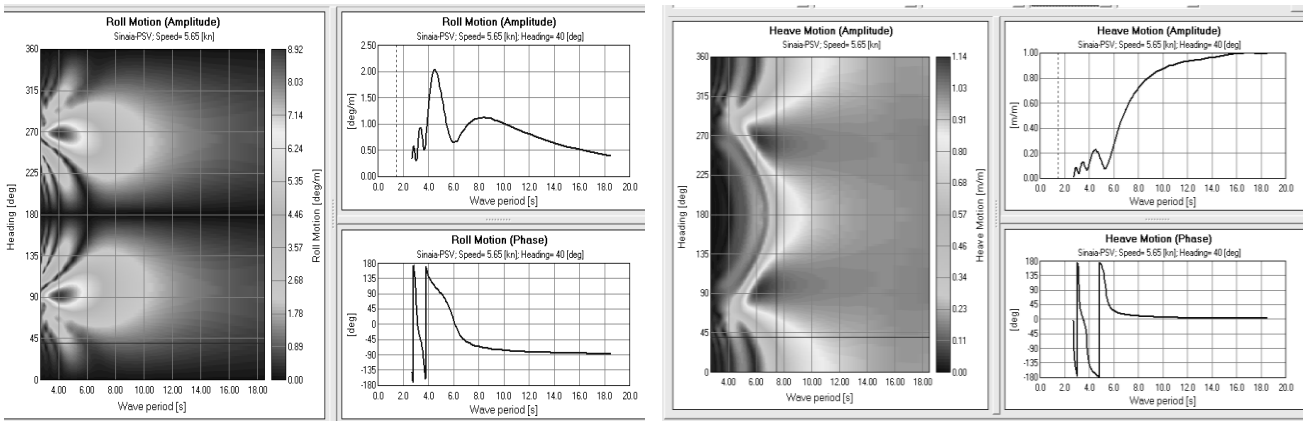 Roll Motion (Amplitude)
Sinaia-PSV; Speed= 5.65 [kn]
Heading [deg]
360
315
270
225
180
135
90
45
0
4.00 6.00 8.00 10.00 12.00 14.00 16.00 18.00
Wave period [s]
8.92
8.03
7.14
6.24
5.35
4.46
3.57
2.68
1.78
0.89
0.00
Roll Motion [deg/m]
Roll Motion (Amplitude)
Sinaia-PSV; Speed= 5.65 [kn]; Heading= 40 [deg]
[deg/m]
2.50
2.00
1.50
1.00
0.50
0.00
0.0 2.0 4.0 6.0 8.0 10.0 12.0 14.0 16.0 18.0 20.0
Wave period [s]
Roll Motion (Phase)
Sinaia-PSV; Speed= 5.65 [kn]; Heading= 40 [deg]
[deg]
180
135
90
45
0
-45
-90
-135
-180
0.0 2.0 4.0 6.0 8.0 10.0 12.0 14.0 16.0 18.0 20.0
Wave period [s]
Heave Motion (Amplitude)
Sinaia-PSV; Speed= 5.65 [kn]
Heading [deg]
360
315
270
225
180
135
90
45
0
4.00 6.00 8.00 10.00 12.00 14.00 16.00 18.00
Wave period [s]
1.14
1.03
0.91
0.80
0.68
0.57
0.46
0.34
0.23
0.11
0.00
Heave Motion [m/m]
Heave Motion (Amplitude)
Sinaia-PSV; Speed= 5.65 [kn]; Heading= 40 [deg]
[m/m]
1.00
0.80
0.60
0.40
0.20
0.00
0.0 2.0 4.0 6.0 8.0 10.0 12.0 14.0 16.0 18.0 20.0
Wave period [s]
Heave Motion (Phase)
Sinaia-PSV; Speed= 5.65 [kn]; Heading= 40 [deg]
[deg]
180
135
90
45
0
-45
-90
-135
-180
0.0 2.0 4.0 6.0 8.0 10.0 12.0 14.0 16.0 18.0 20.0
Wave period [s]